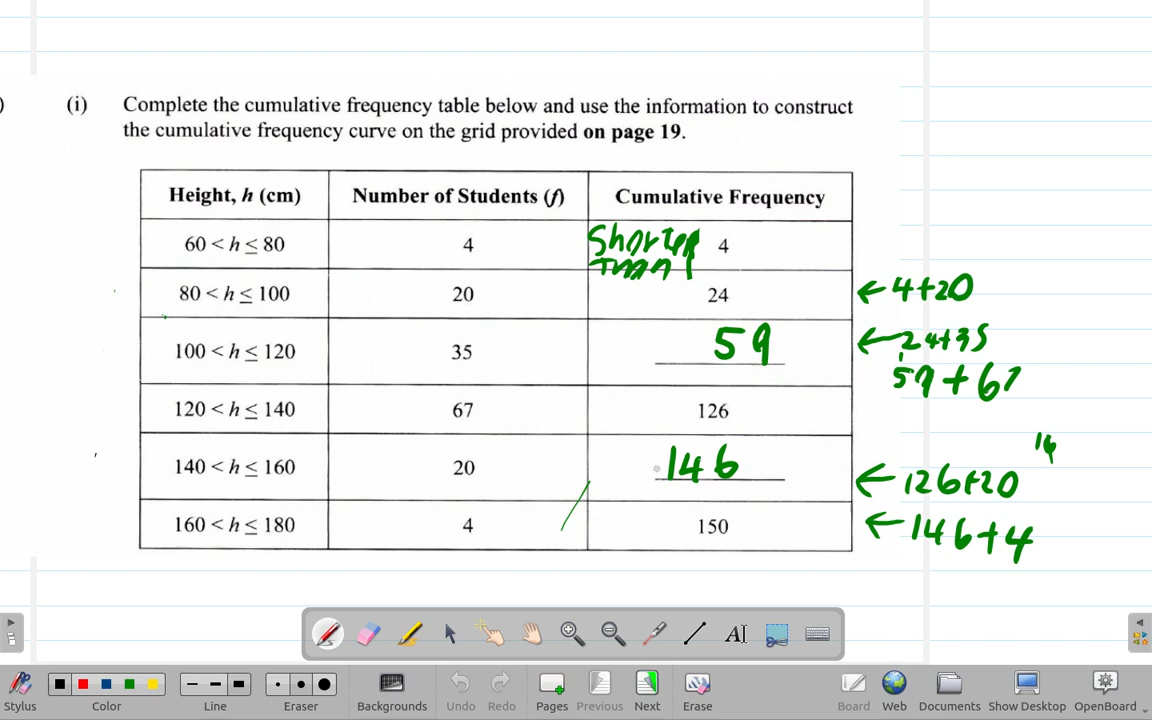 ) (i) Complete the cumulative frequency table below and use the information to construct
the cumulative frequency curve on the grid provided on page 19.
Height, h (cm) Number of Students (f) Cumulative Frequency
60 < h ≤ 80 4 Shorter 4
Than
80 < h ≤ 100 20 24 ← 4+20
100 < h ≤ 120 35 59 ← 24+35
59+67
120 < h ≤ 140 67 126
14
140 < h ≤ 160 20 146 ← 126+20
160 < h ≤ 180 4 150 ← 146+4
Stylus Color Line Eraser Backgrounds Undo Redo Pages Previous Next Erase Board Web Documents Show Desktop OpenBoard